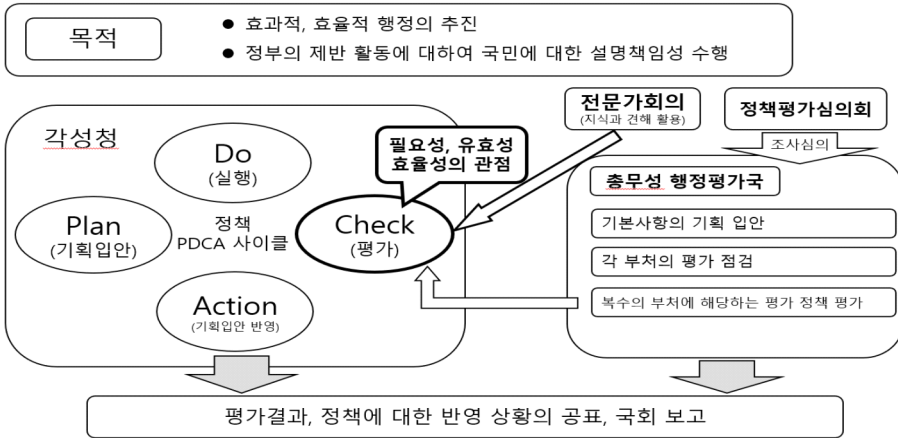 목적
● 효과적, 효율적 행정의 추진
● 정부의 제반 활동에 대하여 국민에 대한 설명책임성 수행
전문가회의
(지식과 견해 활용)
정책평가심의회
조사심의
각성청
필요성, 유효성
효율성의 관점
Do
(실행)
Plan
(기획입안)
정책
PDCA 사이클
Check
(평가)
Action
(기획입안 반영)
총무성 행정평가국
기본사항의 기획 입안
각 부처의 평가 점검
복수의 부처에 해당하는 평가 정책 평가
평가결과, 정책에 대한 반영 상황의 공표, 국회 보고